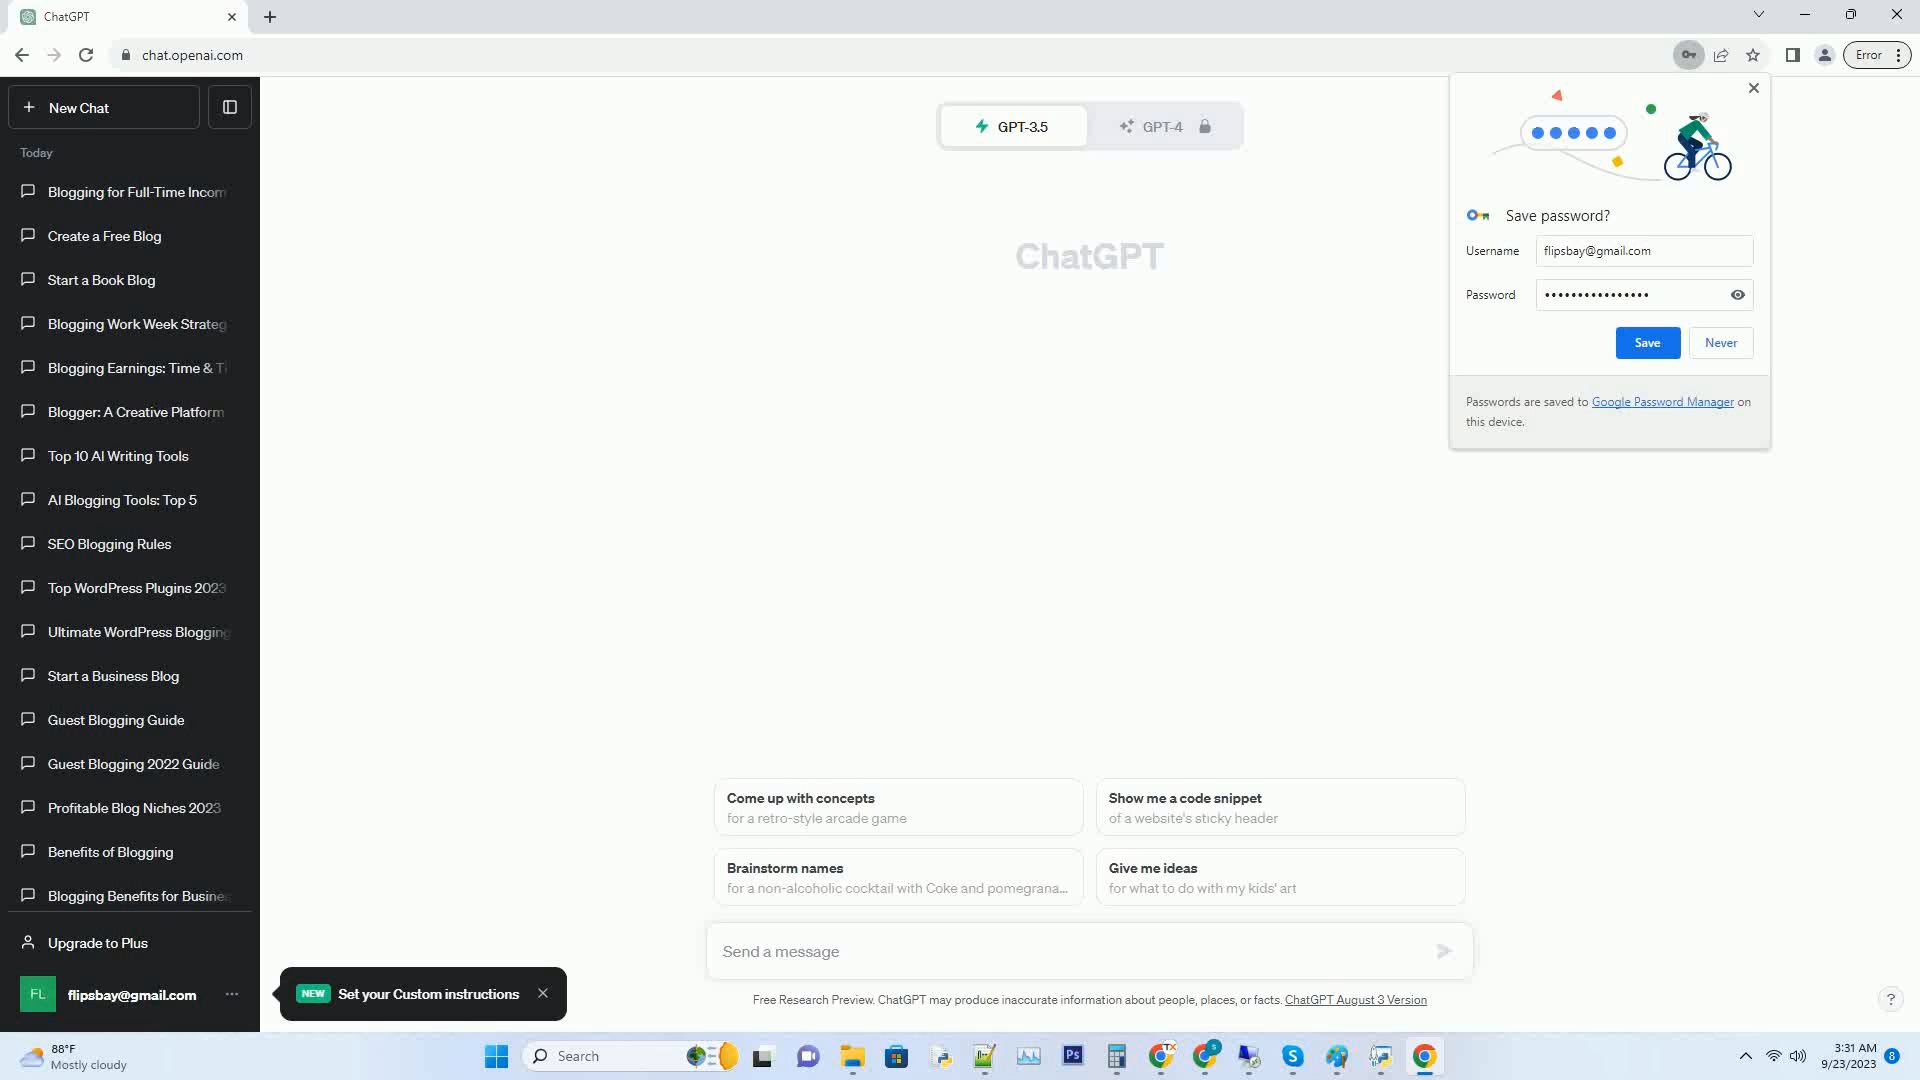 ChatGPT
chat.openai.com
Error
New Chat
Today
Blogging for Full-Time Incom
Create a Free Blog
Start a Book Blog
Blogging Work Week Strateg
Blogging Earnings: Time & Ti
Blogger: A Creative Platform
Top 10 AI Writing Tools
AI Blogging Tools: Top 5
SEO Blogging Rules
Top WordPress Plugins 2023
Ultimate WordPress Blogging
Start a Business Blog
Guest Blogging Guide
Guest Blogging 2022 Guide
Profitable Blog Niches 2023
Benefits of Blogging
Blogging Benefits for Busines
Upgrade to Plus
FL flipsbay@gmail.com
NEW Set your Custom instructions
GPT-3.5
GPT-4
ChatGPT
Save password?
Username flipsbay@gmail.com
Password
Save Never
Passwords are saved to Google Password Manager on
this device.
Come up with concepts
for a retro-style arcade game
Show me a code snippet
of a website's sticky header
Brainstorm names
for a non-alcoholic cocktail with Coke and pomegrana...
Give me ideas
for what to do with my kids' art
Send a message
Free Research Preview. ChatGPT may produce inaccurate information about people, places, or facts. ChatGPT August 3 Version
?
88°F
Mostly cloudy
Search
Ps
TX
S
S
3:31 AM
9/23/2023
8